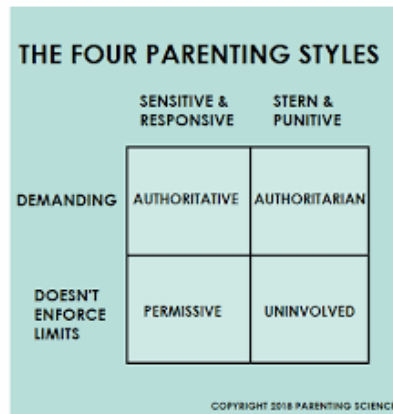 THE FOUR PARENTING STYLES
SENSITIVE & STERN &
RESPONSIVE PUNITIVE
DEMANDING AUTHORITATIVE AUTHORITARIAN
DOESN'T
ENFORCE PERMISSIVE UNINVOLVED
LIMITS
COPYRIGHT 2018 PARENTING SCIENCE